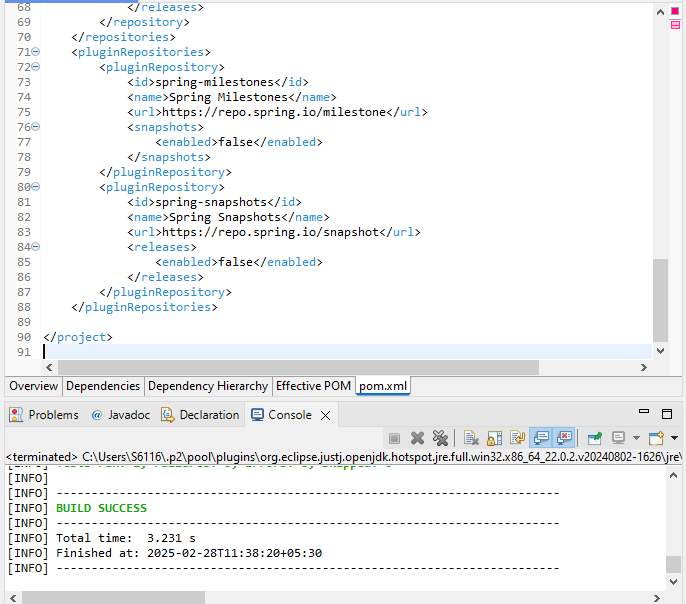 68 </releases>
69 </repository>
70 </repositories>
71 <pluginRepositories>
72 <pluginRepository>
73 <id>spring-milestones</id>
74 <name>Spring Milestones</name>
75 <url>https://repo.spring.io/milestone</url>
76 <snapshots>
77 <enabled>false</enabled>
78 </snapshots>
79 </pluginRepository>
80 <pluginRepository>
81 <id>spring-snapshots</id>
82 <name>Spring Snapshots</name>
83 <url>https://repo.spring.io/snapshot</url>
84 <releases>
85 <enabled>false</enabled>
86 </releases>
87 </pluginRepository>
88 </pluginRepositories>
89
90 </project>
91
Overview Dependencies Dependency Hierarchy Effective POM pom.xml
Problems @ Javadoc Declaration Console
<terminated> C:\Users\S6116\.p2\pool\plugins\org.eclipse.justj.openjdk.hotspot.jre.full.win32.x86_64_22.0.2.v20240802-1626\jre\
[INFO]
[INFO] ------------------------------------------------------------------------
[INFO] BUILD SUCCESS
[INFO] ------------------------------------------------------------------------
[INFO] Total time:  3.231 s
[INFO] Finished at: 2025-02-28T11:38:20+05:30
[INFO] ------------------------------------------------------------------------